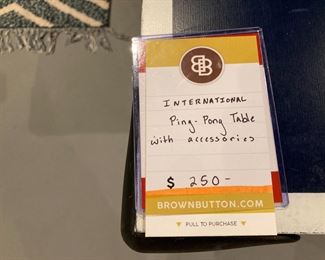 BB
INTERNATIONAL
Ping-Pong Table
with accessories
$ 250-
BROWNBUTTON.COM
▼ PULL TO PURCHASE ▼